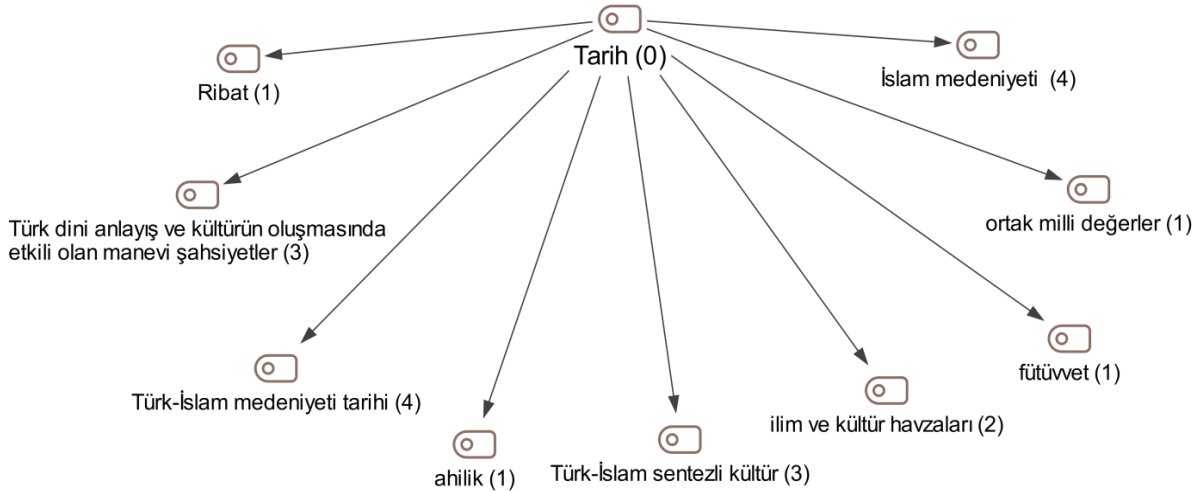 Tarih (0)
Ribat (1)
İslam medeniyeti  (4)
Türk dini anlayış ve kültürün oluşmasında
etkili olan manevi şahsiyetler (3)
ortak milli değerler (1)
Türk-İslam medeniyeti tarihi (4)
fütüvvet (1)
ahilik (1)
Türk-İslam sentezli kültür (3)
ilim ve kültür havzaları (2)